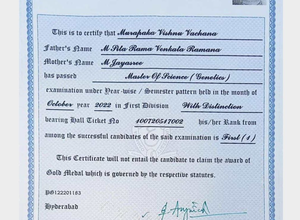 This is to certify that Murapaka Vishnu Vachana
Father's Name M Sita Rama Venkata Ramana
Mother's Name M Jayasree
has passed Master Of Science (Genetics)
examination under Year-wise / Semester pattern held in the month of
October year 2022 in First Division With Distinction
bearing Hall Ticket No 100720517002 his/her Rank from
among the successful candidates of the said examination is First (1)
This Certificate will not entail the candidate to claim the award of
Gold Medal which is governed by the respective statutes.
122201163
Hyderabad